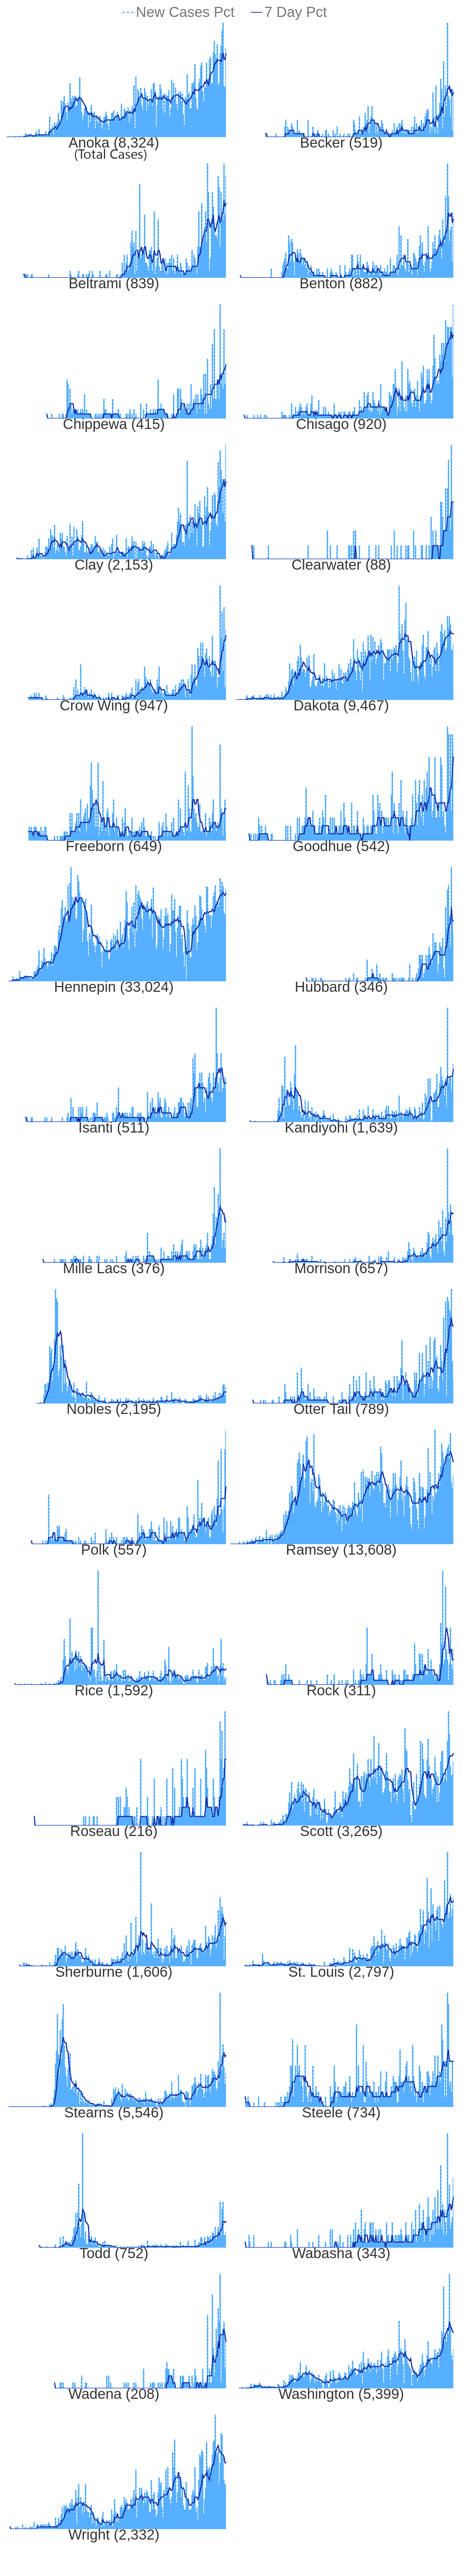 New Cases Pct 7 Day Pct
Anoka (8,324) Becker (519)
(Total Cases)
Beltrami (839) Benton (882)
Chippewa (415) Chisago (920)
Clay (2,153) Clearwater (88)
Crow Wing (947) Dakota (9,467)
Freeborn (649) Goodhue (542)
Hennepin (33,024) Hubbard (346)
Isanti (511) Kandiyohi (1,639)
Mille Lacs (376) Morrison (657)
Nobles (2,195) Otter Tail (789)
Polk (557) Ramsey (13,608)
Rice (1,592) Rock (311)
Roseau (216) Scott (3,265)
Sherburne (1,606) St. Louis (2,797)
Stearns (5,546) Steele (734)
Todd (752) Wabasha (343)
Wadena (208) Washington (5,399)
Wright (2,332)